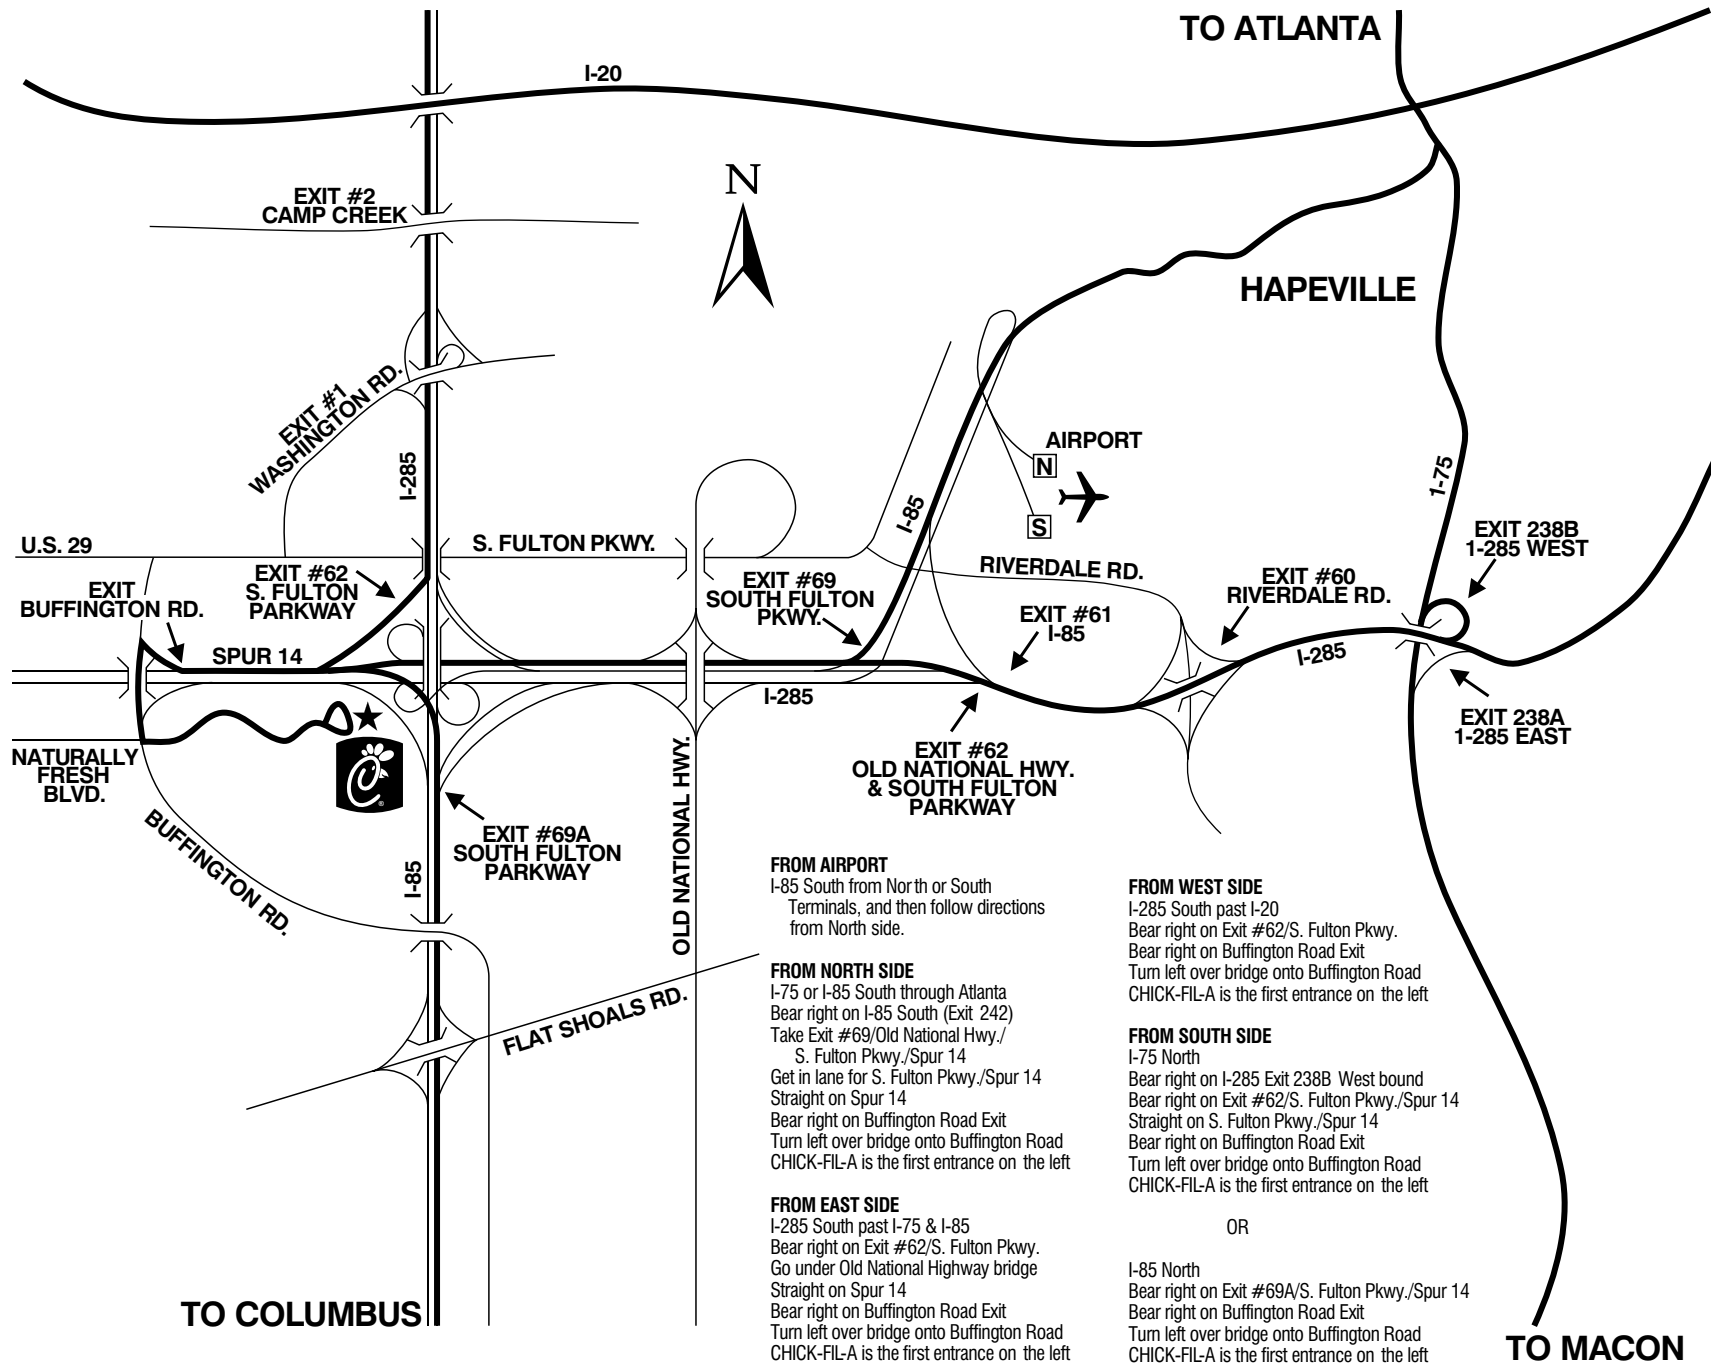 TO ATLANTA
I-20
N
EXIT #2
CAMP CREEK
HAPEVILLE
EXIT #1
WASHINGTON RD.
I-285
AIRPORT
N
S
I-85
1-75
U.S. 29
S. FULTON PKWY.
EXIT 238B
1-285 WEST
EXIT
BUFFINGTON RD.
EXIT #62
S. FULTON
PARKWAY
EXIT #69
SOUTH FULTON
PKWY.
RIVERDALE RD.
EXIT #60
RIVERDALE RD.
EXIT #61
I-85
SPUR 14
I-285
I-285
EXIT 238A
1-285 EAST
NATURALLY
FRESH
BLVD.
C
®
EXIT #62
OLD NATIONAL HWY.
& SOUTH FULTON
PARKWAY
OLD NATIONAL HWY.
BUFFINGTON RD.
EXIT #69A
SOUTH FULTON
PARKWAY
I-85
FLAT SHOALS RD.
FROM AIRPORT
I-85 South from North or South
Terminals, and then follow directions
from North side.
FROM NORTH SIDE
I-75 or I-85 South through Atlanta
Bear right on I-85 South (Exit 242)
Take Exit #69/Old National Hwy./
S. Fulton Pkwy./Spur 14
Get in lane for S. Fulton Pkwy./Spur 14
Straight on Spur 14
Bear right on Buffington Road Exit
Turn left over bridge onto Buffington Road
CHICK-FIL-A is the first entrance on the left
FROM EAST SIDE
I-285 South past I-75 & I-85
Bear right on Exit #62/S. Fulton Pkwy.
Go under Old National Highway bridge
Straight on Spur 14
Bear right on Buffington Road Exit
Turn left over bridge onto Buffington Road
CHICK-FIL-A is the first entrance on the left
FROM WEST SIDE
I-285 South past I-20
Bear right on Exit #62/S. Fulton Pkwy.
Bear right on Buffington Road Exit
Turn left over bridge onto Buffington Road
CHICK-FIL-A is the first entrance on the left
FROM SOUTH SIDE
I-75 North
Bear right on I-285 Exit 238B West bound
Bear right on Exit #62/S. Fulton Pkwy./Spur 14
Straight on S. Fulton Pkwy./Spur 14
Bear right on Buffington Road Exit
Turn left over bridge onto Buffington Road
CHICK-FIL-A is the first entrance on the left
OR
I-85 North
Bear right on Exit #69A/S. Fulton Pkwy./Spur 14
Bear right on Buffington Road Exit
Turn left over bridge onto Buffington Road
CHICK-FIL-A is the first entrance on the left
TO COLUMBUS
TO MACON